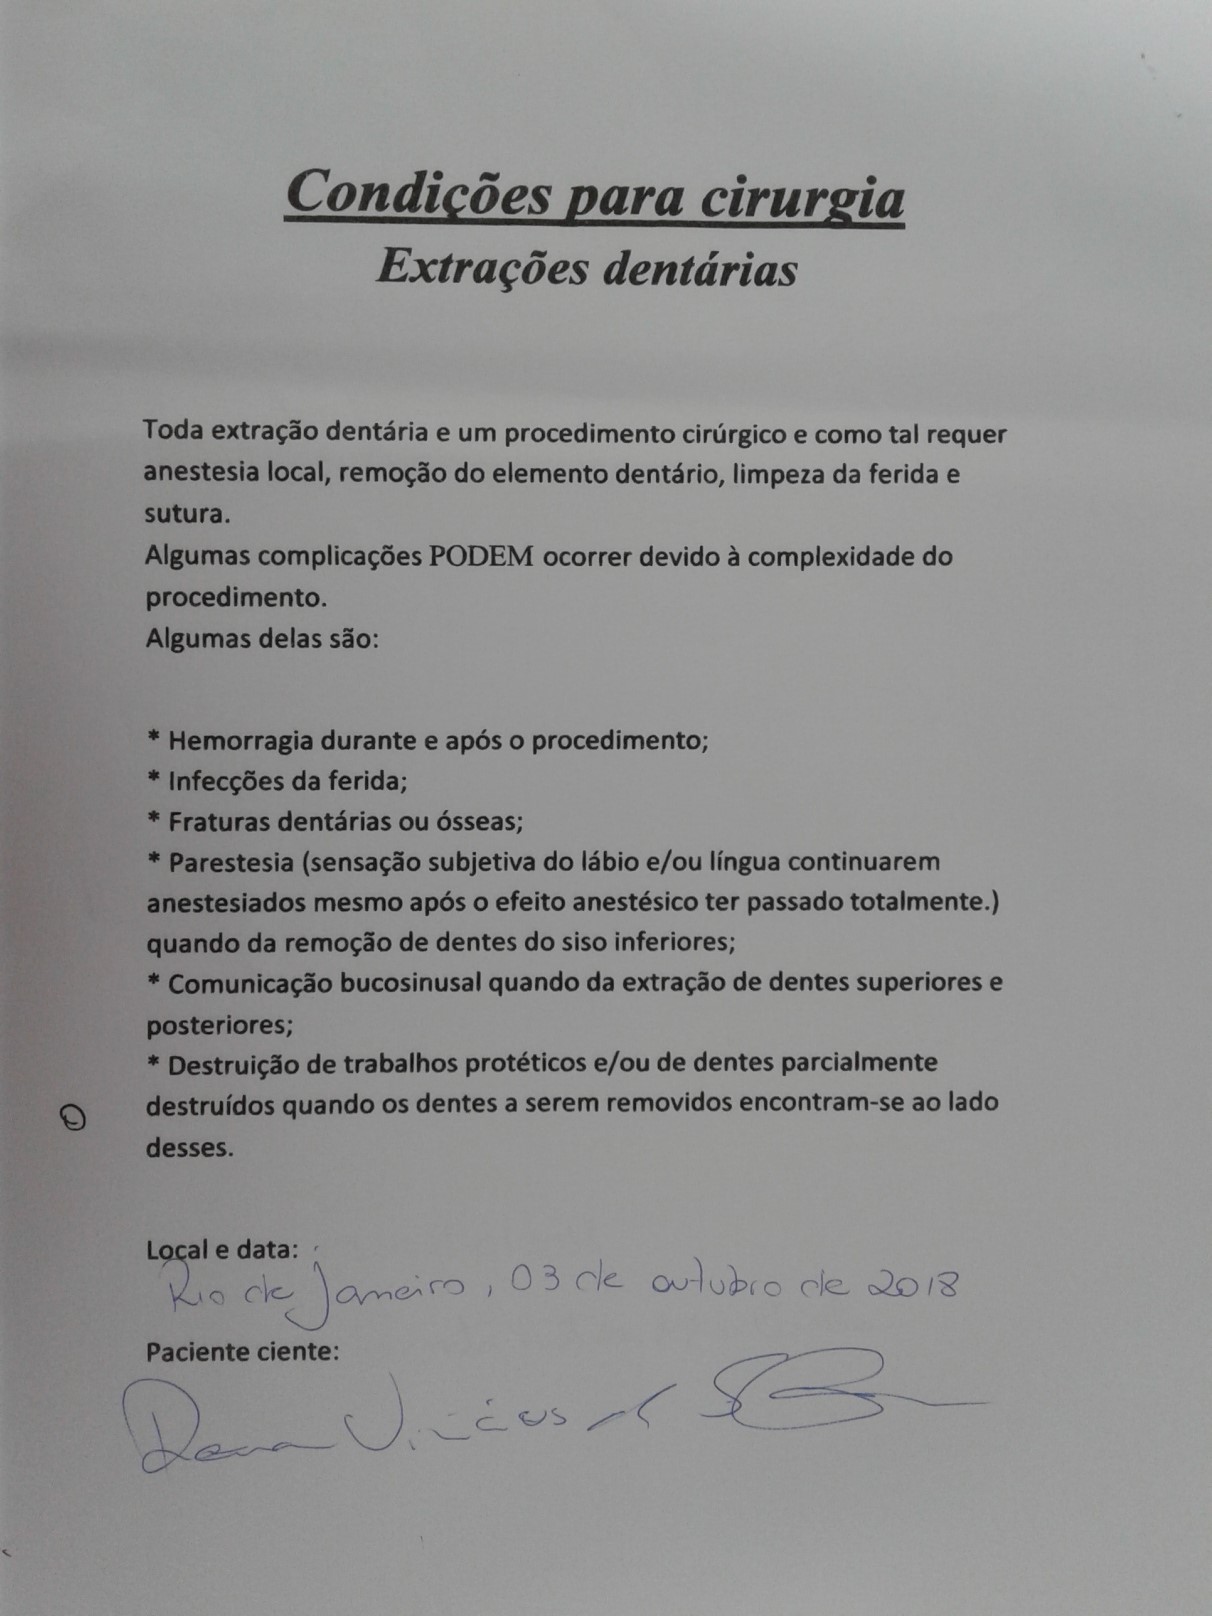 Condições para cirurgia
Extrações dentárias
Toda extração dentária e um procedimento cirúrgico e como tal requer
anestesia local, remoção do elemento dentário, limpeza da ferida e
sutura.
Algumas complicações PODEM ocorrer devido à complexidade do
procedimento.
Algumas delas são:
* Hemorragia durante e após o procedimento;
* Infecções da ferida;
* Fraturas dentárias ou ósseas;
* Parestesia (sensação subjetiva do lábio e/ou língua continuarem
anestesiados mesmo após o efeito anestésico ter passado totalmente.)
quando da remoção de dentes do siso inferiores;
* Comunicação bucosinusal quando da extração de dentes superiores e
posteriores;
* Destruição de trabalhos protéticos e/ou de dentes parcialmente
destruídos quando os dentes a serem removidos encontram-se ao lado
desses.
Local e data:
Rio de Janeiro, 03 de outubro de 2018
Paciente ciente:
Vinícius